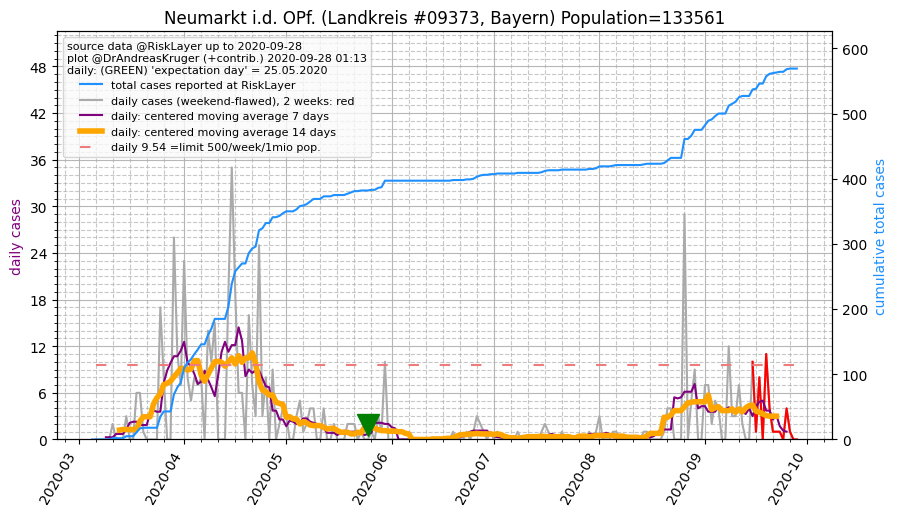 Neumarkt i.d. OPf. (Landkreis #09373, Bayern) Population=133561
source data @RiskLayer up to 2020-09-28
plot @DrAndreasKruger (+contrib.) 2020-09-28 01:13
daily: (GREEN) 'expectation day' = 25.05.2020
total cases reported at RiskLayer
daily cases (weekend-flawed), 2 weeks: red
daily: centered moving average 7 days
daily: centered moving average 14 days
daily 9.54 =limit 500/week/1mio pop.
daily cases
0
6
12
18
24
30
36
42
48
cumulative total cases
0
100
200
300
400
500
600
2020-03
2020-04
2020-05
2020-06
2020-07
2020-08
2020-09
2020-10